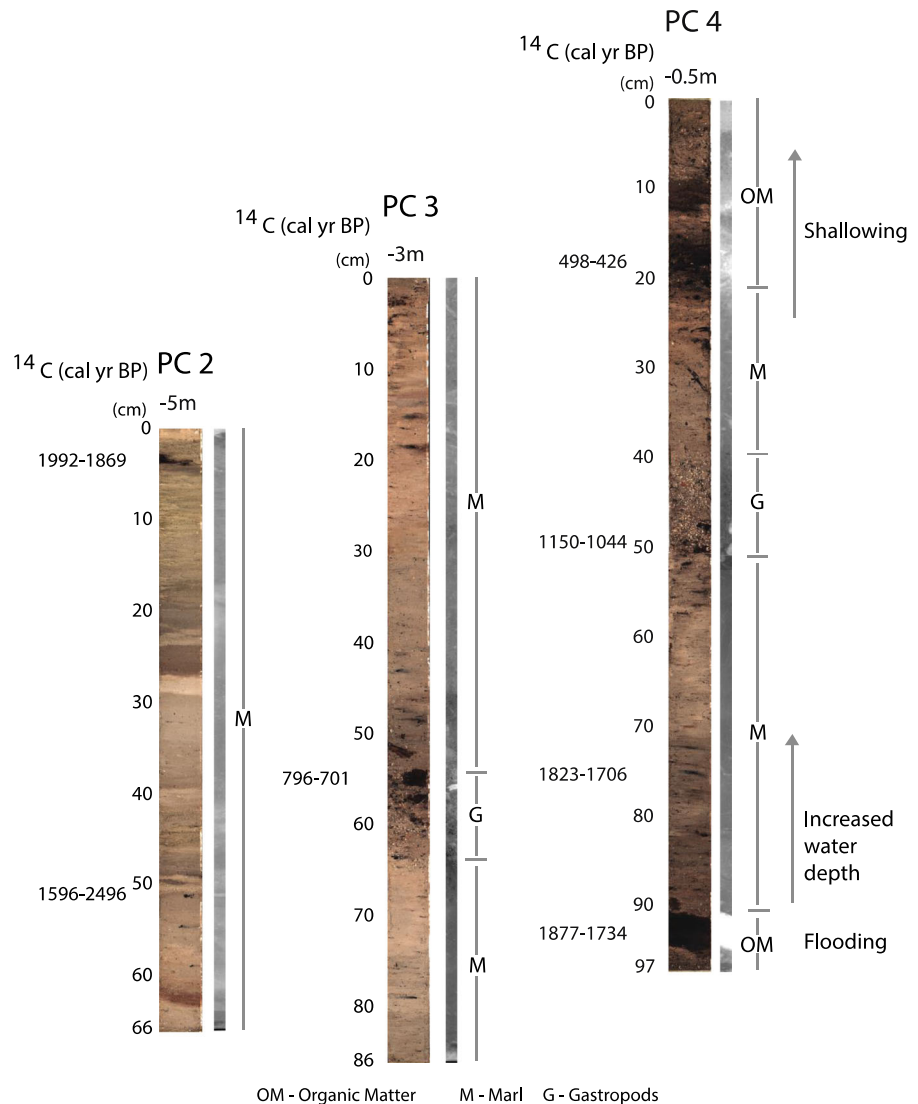 PC 4
14 C (cal yr BP)
(cm) -0.5m
0
10
498-426
20
30
40
1150-1044
50
60
70
1823-1706
80
90
1877-1734
97
OM
M
G
M
OM
Shallowing
Increased
water
depth
Flooding
PC 3
14 C (cal yr BP)
(cm) -3m
0
10
20
30
40
50
796-701
60
70
80
86
M
G
M
14 C (cal yr BP) PC 2
(cm) -5m
0
1992-1869
10
20
30
40
1596-2496
50
60
66
M
OM - Organic Matter M - Marl G - Gastropods